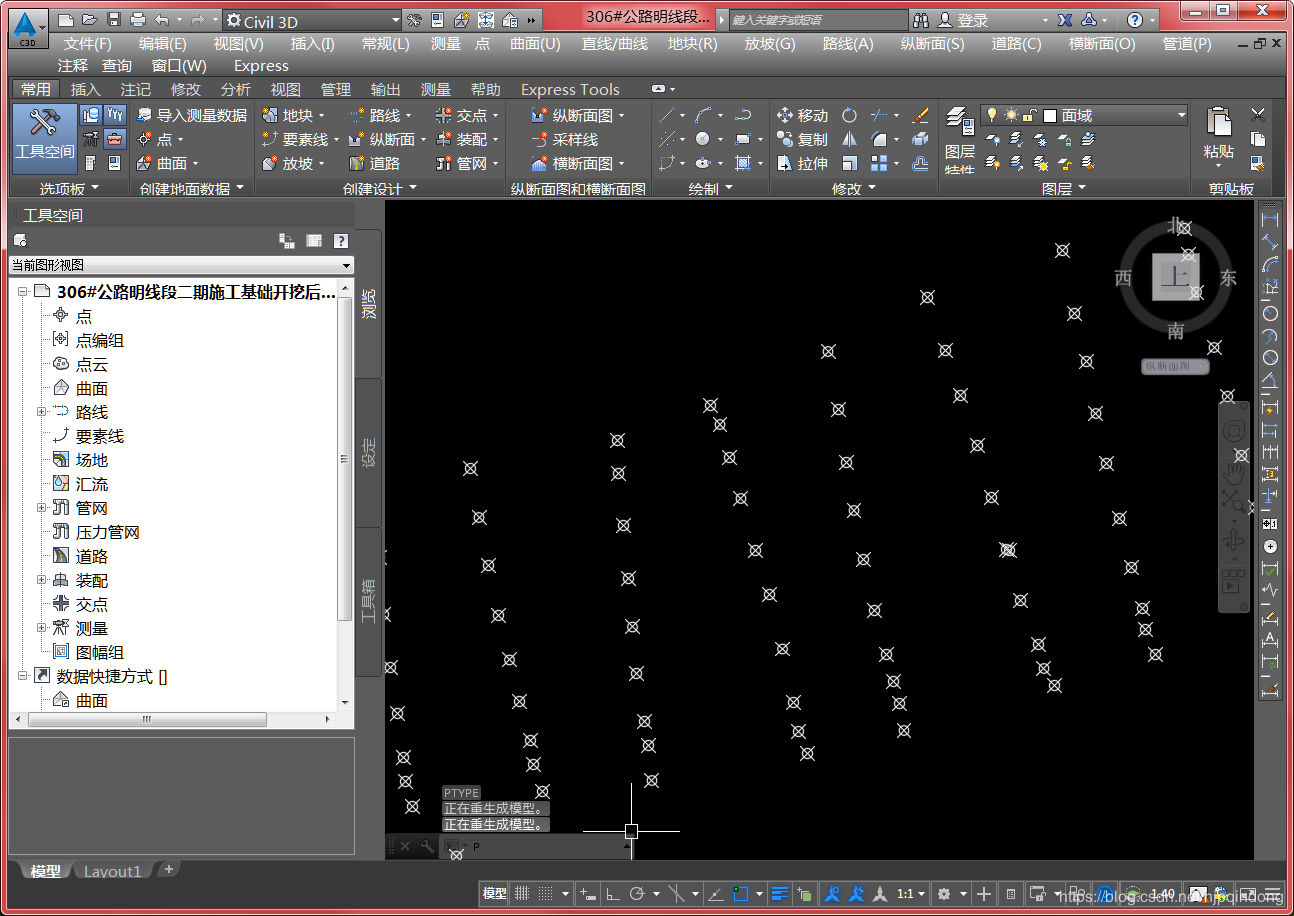 C3D
Civil 3D
306#公路明线段...
键入关键字或短语
登录
文件(F) 编辑(E) 视图(V) 插入(I) 常规(L) 测量 点 曲面(U) 直线/曲线 地块(R) 放坡(G) 路线(A) 纵断面(S) 道路(C) 横断面(O) 管道(P)
注释 查询 窗口(W) Express
常用 插入 注记 修改 分析 视图 管理 输出 测量 帮助 Express Tools
导入测量数据 地块 路线 交点 纵断面图 移动 面域
工具空间 点 要素线 纵断面 装配 采样线 复制 图层特性 粘贴
曲面 放坡 道路 管网 横断面图 拉伸
选项板 创建地面数据 创建设计 纵断面图和横断面图 绘制 修改 图层 剪贴板
工具空间
当前图形视图
306#公路明线段二期施工基础开挖后...
点
点编组
点云
曲面
路线
要素线
场地
汇流
管网
压力管网
道路
装配
交点
测量
图幅组
数据快捷方式 []
曲面
浏览
设定
工具箱
北
西 上 东
南
纵断面图
PTYPE
正在重生成模型。
正在重生成模型。
P
模型 Layout1 +
模型 1:1 1:40
https://blog.csdn.net/hpqindong